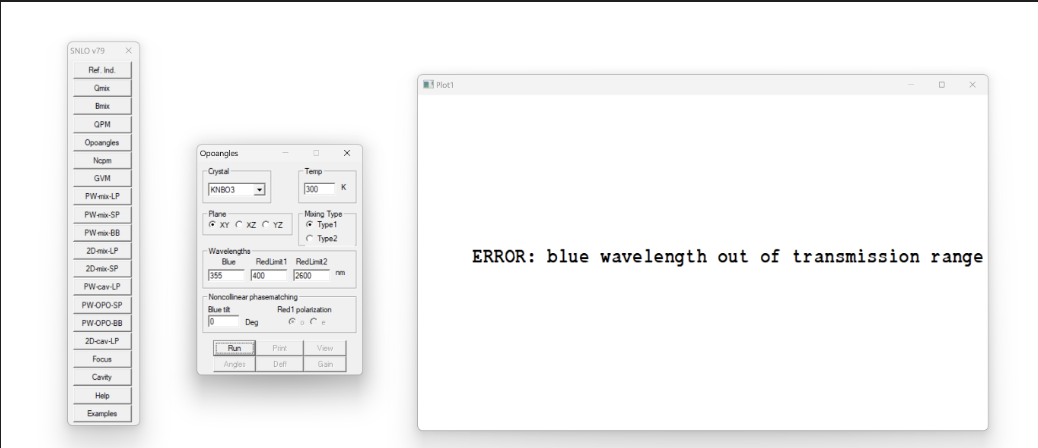 SNLO v79
Ref. Ind.
Qmix
Bmix
QPM
Opoangles
Ncpm
GVM
PW-mix-LP
PW-mix-SP
PW-mix-BB
2D-mix-LP
2D-mix-SP
PW-cav-LP
PW-OPO-SP
PW-OPO-BB
2D-cav-LP
Focus
Cavity
Help
Examples
Opoangles
Crystal Temp
KNBO3 300 K
Plane Mixing Type
XY XZ YZ Type1
Type2
Wavelengths
Blue RedLimit1 RedLimit2
355 400 2600 nm
Noncollinear phasematching
Blue tilt Red1 polarization
0 Deg o e
Run Print View
Angles Deff Gain
Plot1
ERROR: blue wavelength out of transmission range